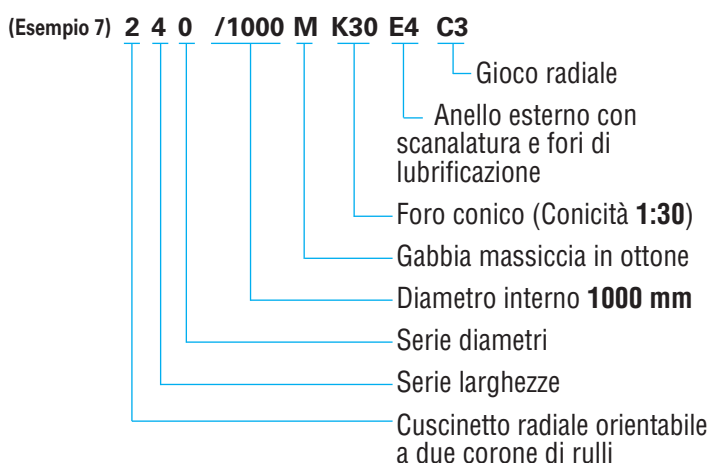 (Esempio 7) 2 4 0 /1000 M K30 E4 C3
Gioco radiale
Anello esterno con
scanalatura e fori di
lubrificazione
Foro conico (Conicità 1:30)
Gabbia massiccia in ottone
Diametro interno 1000 mm
Serie diametri
Serie larghezze
Cuscinetto radiale orientabile
a due corone di rulli